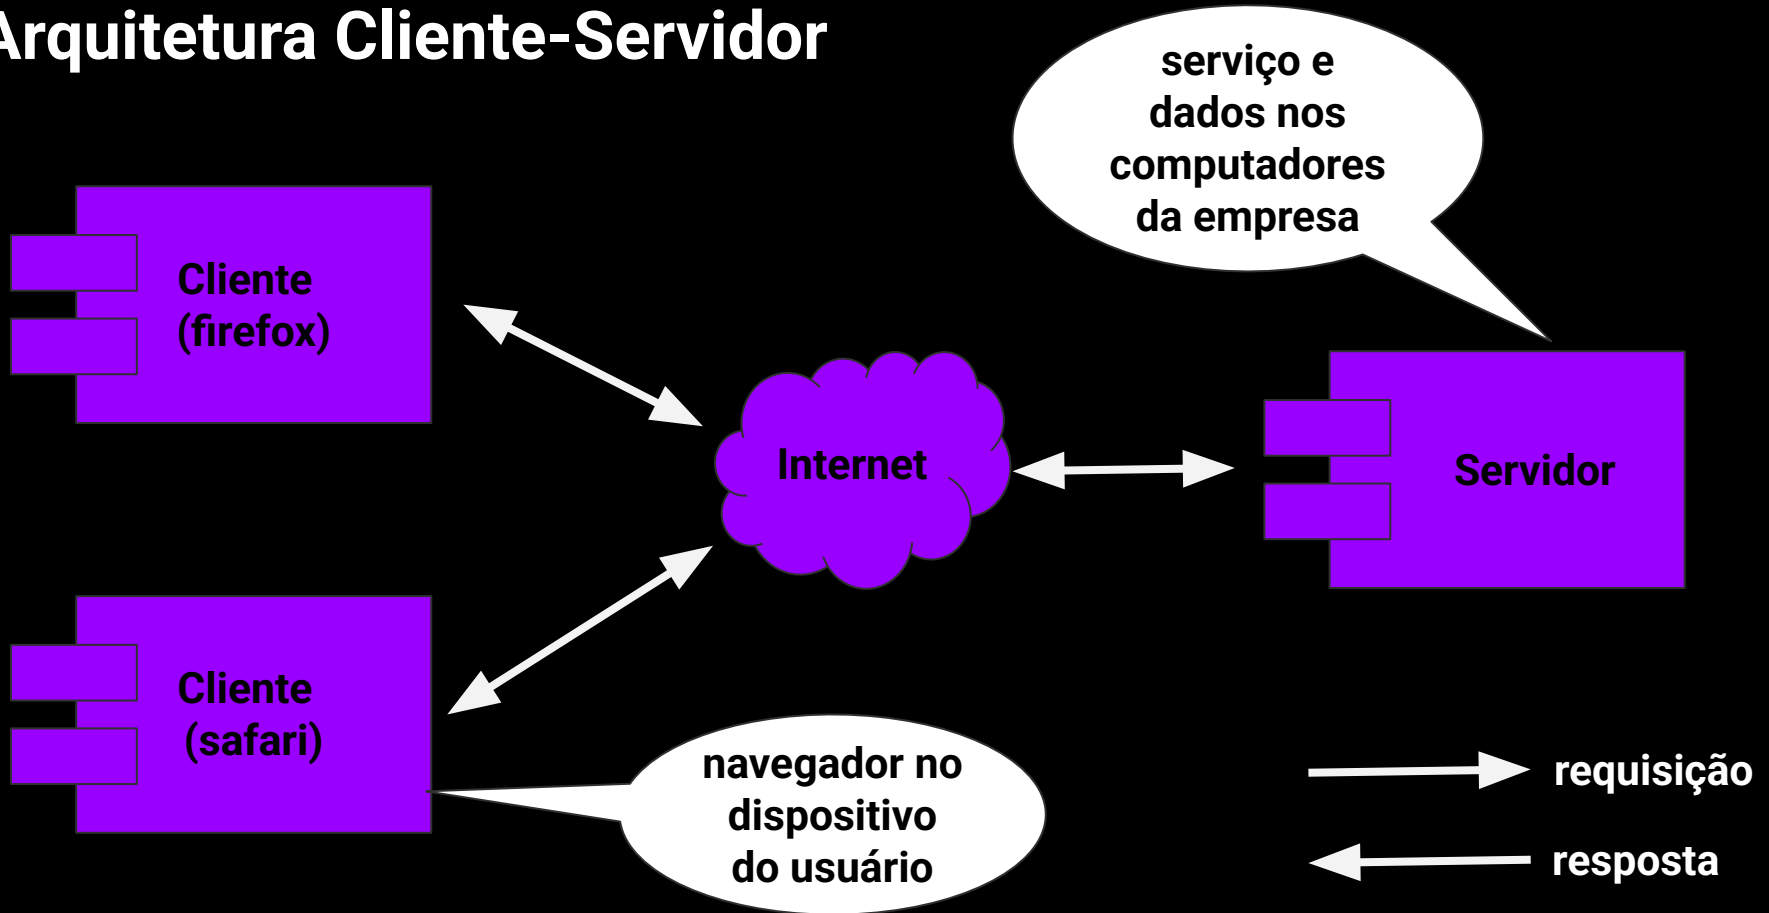 Arquitetura Cliente-Servidor
serviço e
dados nos
computadores
da empresa
Cliente
(firefox)
Internet
Servidor
Cliente
(safari)
navegador no
dispositivo
do usuário
requisição
resposta